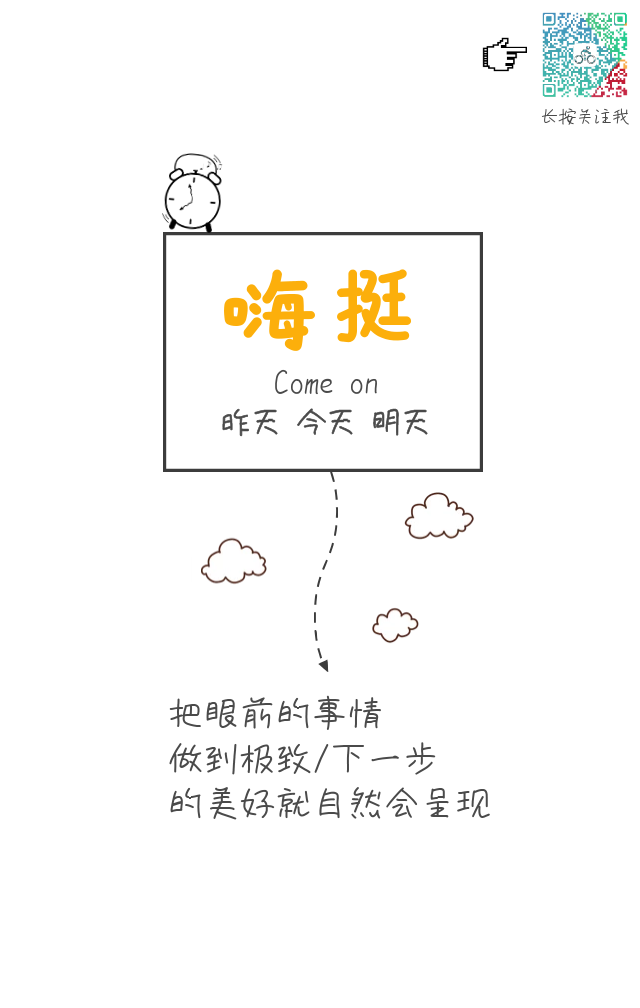 长按关注我
嗨 挺
Come on
昨天 今天 明天
把眼前的事情
做到极致/下一步
的美好就自然会呈现